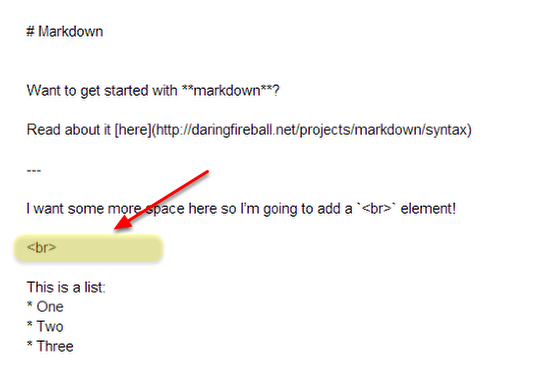 # Markdown
Want to get started with **markdown**?
Read about it [here](http://daringfireball.net/projects/markdown/syntax)
---
I want some more space here so I'm going to add a `<br>` element!
<br>
This is a list:
* One
* Two
* Three